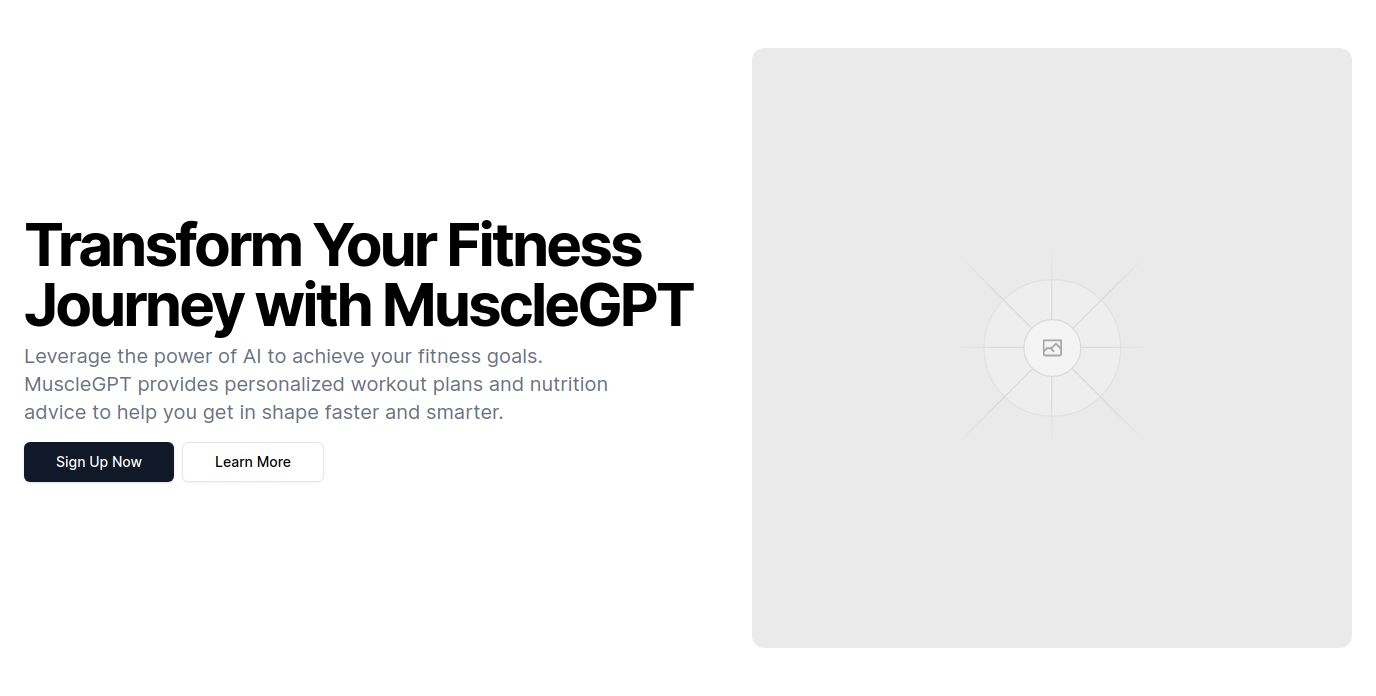 Transform Your Fitness
Journey with MuscleGPT
Leverage the power of AI to achieve your fitness goals.
MuscleGPT provides personalized workout plans and nutrition
advice to help you get in shape faster and smarter.
Sign Up Now
Learn More